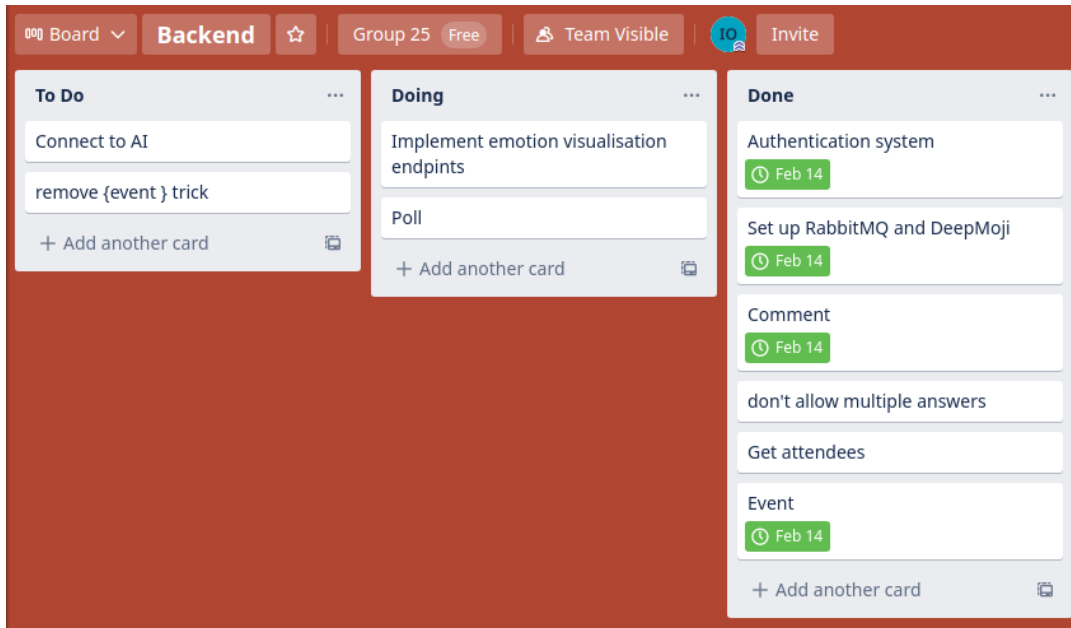 Board Backend Group 25 Free Team Visible IO Invite
To Do
Connect to AI
remove {event } trick
+ Add another card
Doing
Implement emotion visualisation
endpints
Poll
+ Add another card
Done
Authentication system
Feb 14
Set up RabbitMQ and DeepMoji
Feb 14
Comment
Feb 14
don't allow multiple answers
Get attendees
Event
Feb 14
+ Add another card